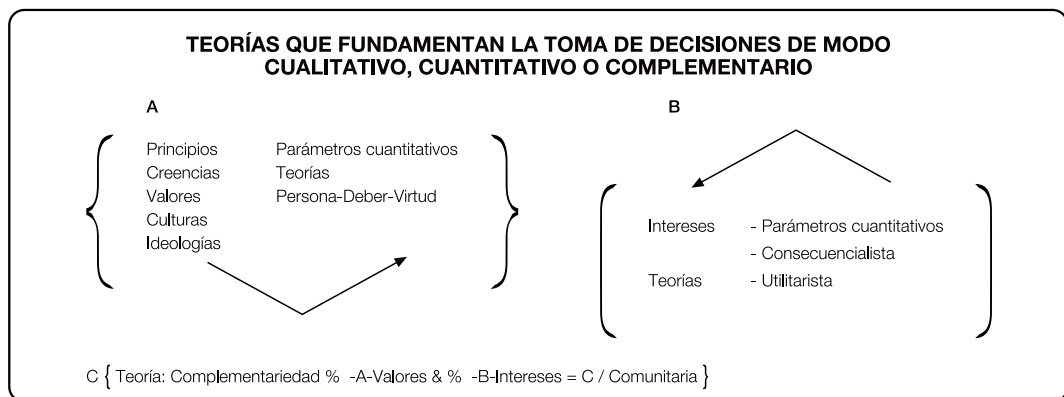 TEORÍAS QUE FUNDAMENTAN LA TOMA DE DECISIONES DE MODO
CUALITATIVO, CUANTITATIVO O COMPLEMENTARIO
A
Principios Parámetros cuantitativos
Creencias Teorías
Valores Persona-Deber-Virtud
Culturas
Ideologías
B
Intereses - Parámetros cuantitativos
- Consecuencialista
Teorías - Utilitarista
C { Teoría: Complementariedad % -A-Valores & % -B-Intereses = C / Comunitaria }